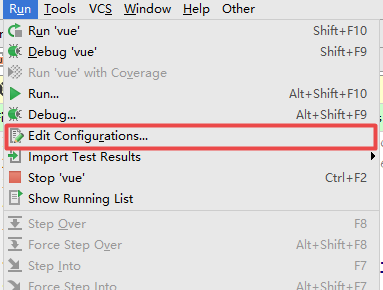 Run Tools VCS Window Help Other
Run 'vue' Shift+F10
Debug 'vue' Shift+F9
Run 'vue' with Coverage
Run... Alt+Shift+F10
Debug... Alt+Shift+F9
Edit Configurations...
Import Test Results
Stop 'vue' Ctrl+F2
Show Running List
Step Over F8
Force Step Over Alt+Shift+F8
Step Into F7
Force Step Into Alt+Shift+F7